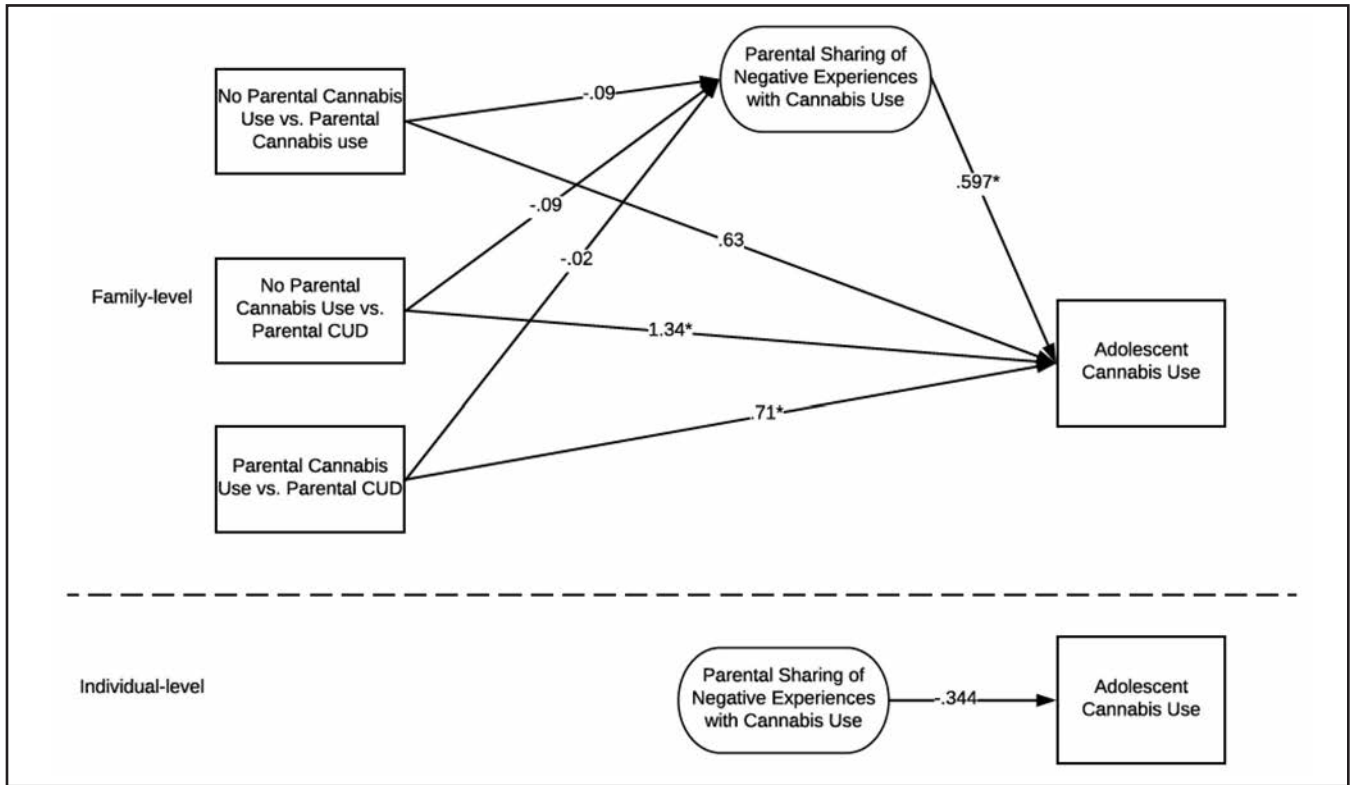 Parental Sharing of
Negative Experiences
with Cannabis Use
No Parental Cannabis
Use vs. Parental
Cannabis use
-.09
.597*
-.09
.63
-.02
Family-level
No Parental
Cannabis Use vs.
Parental CUD
1.34*
Adolescent
Cannabis Use
.71*
Parental Cannabis
Use vs. Parental CUD
Individual-level
Parental Sharing of
Negative Experiences
with Cannabis Use
-.344
Adolescent
Cannabis Use